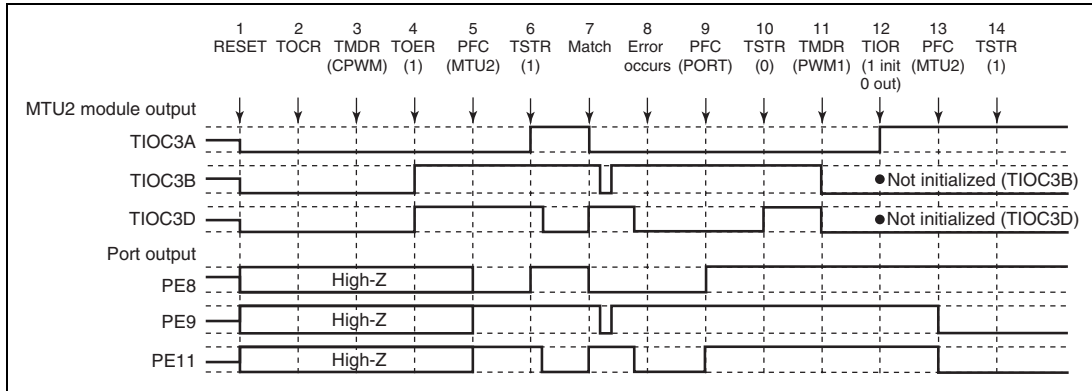 1 2 3 4 5 6 7 8 9 10 11 12 13 14
RESET TOCR TMDR TOER PFC TSTR Match Error PFC TSTR TMDR TIOR PFC TSTR
(CPWM) (1) (MTU2) (1) occurs (PORT) (0) (PWM1) (1 init (MTU2) (1)
0 out)
MTU2 module output
TIOC3A
TIOC3B Not initialized (TIOC3B)
TIOC3D Not initialized (TIOC3D)
Port output
PE8 High-Z
PE9 High-Z
PE11 High-Z